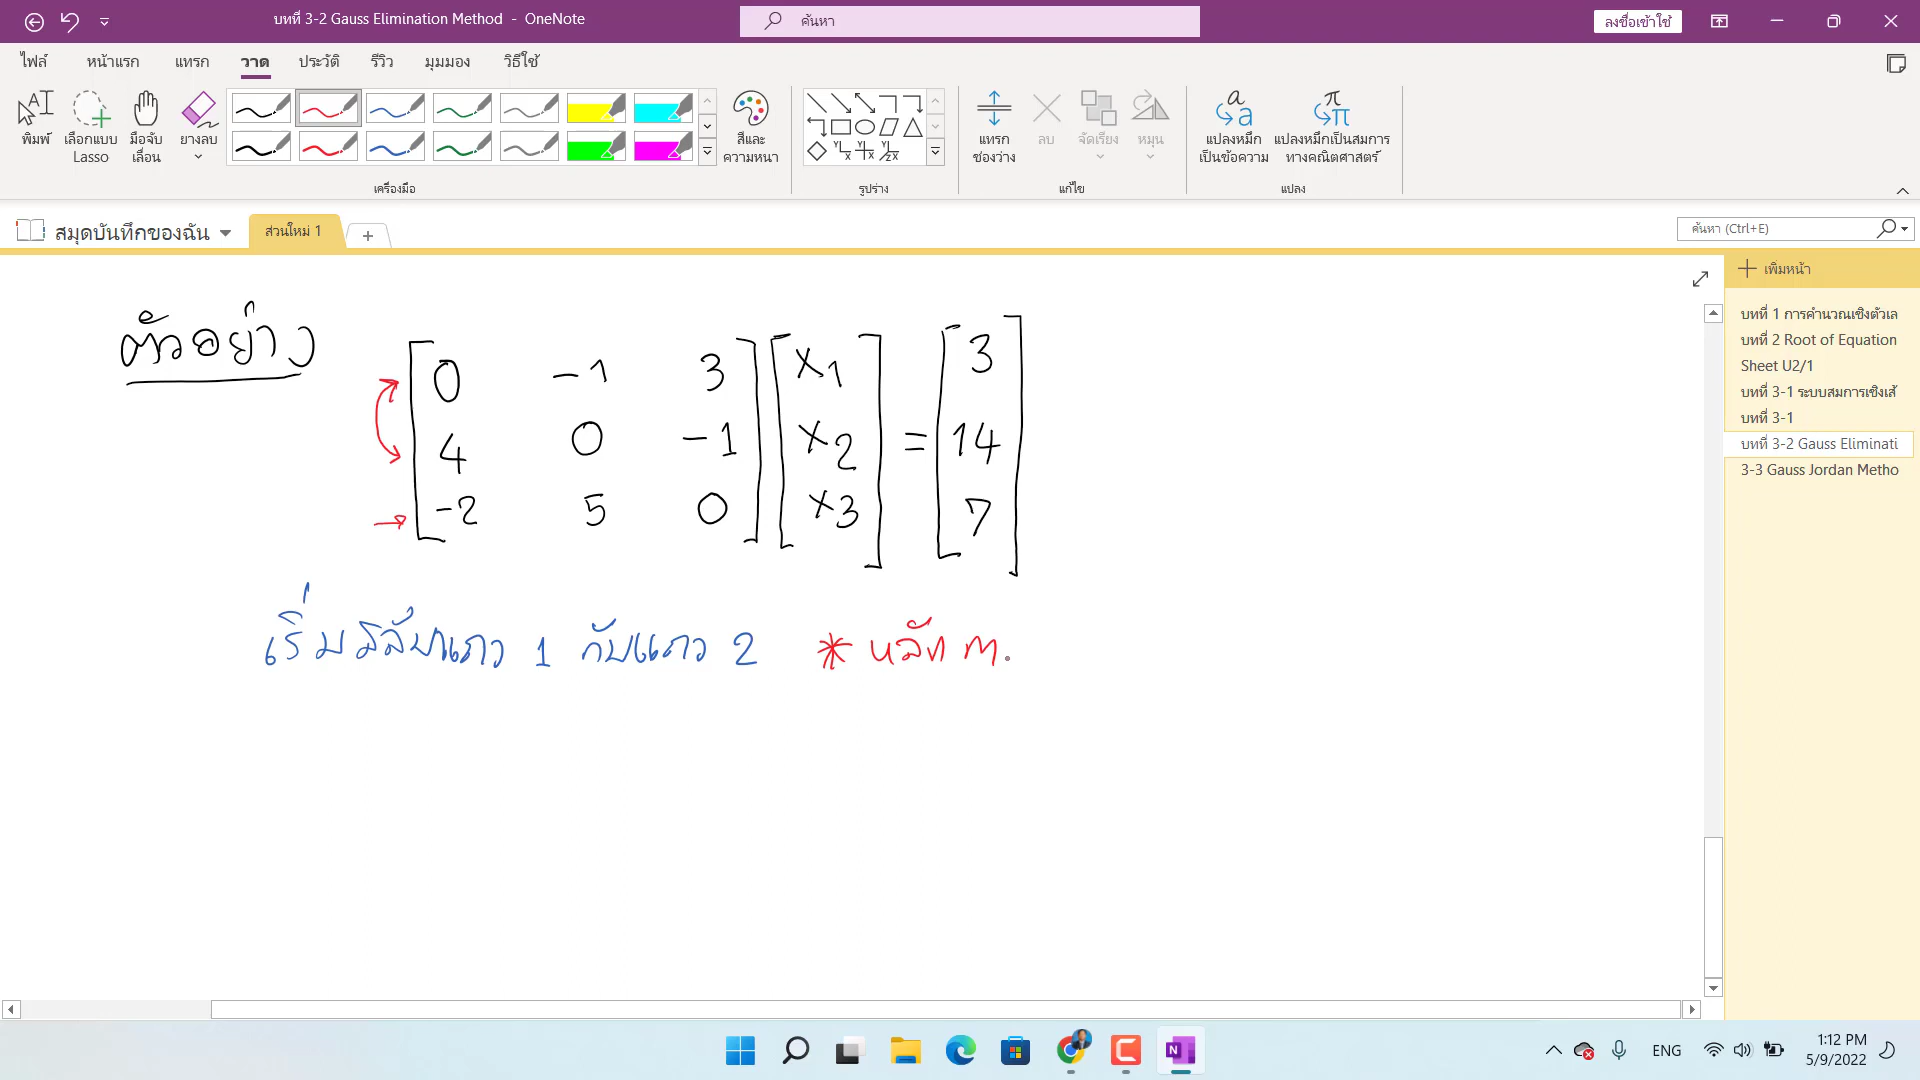 บทที่ 3-2 Gauss Elimination Method - OneNote
ค้นหา
ลงชื่อเข้าใช้
ไฟล์ หน้าแรก แทรก วาด ประวัติ รีวิว มุมมอง วิธีใช้
พิมพ์
เลือกแบบ Lasso
มือจับเลื่อน
ยางลบ
สีและความหนา
แทรกช่องว่าง
ลบ
จัดเรียง
หมุน
แปลงหมึกเป็นข้อความ
แปลงหมึกเป็นสมการทางคณิตศาสตร์
เครื่องมือ รูปร่าง แก้ไข แปลง
สมุดบันทึกของฉัน ส่วนใหม่ 1
ค้นหา (Ctrl+E)
เพิ่มหน้า
บทที่ 1 การคำนวณเชิงตัวเล
บทที่ 2 Root of Equation
Sheet U2/1
บทที่ 3-1 ระบบสมการเชิงเส้
บทที่ 3-1
บทที่ 3-2 Gauss Eliminati
3-3 Gauss Jordan Metho
ตัวอย่าง
0 -1 3 x1 3
4 0 -1 x2 = 14
-2 5 0 x3 7
เริ่มสลับแถว 1 กับแถว 2 * หลัก
ENG
1:12 PM
5/9/2022